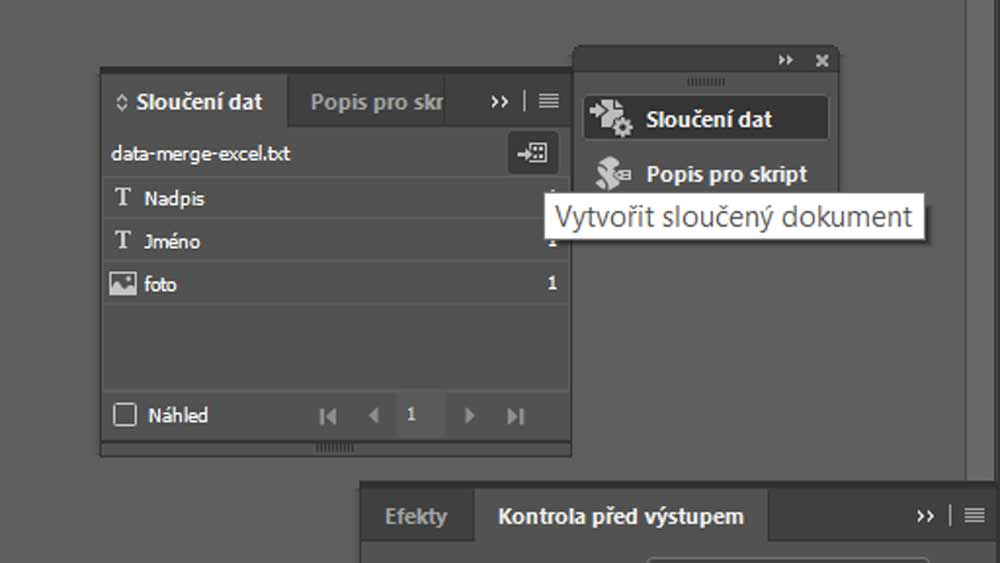 Sloučení dat
Popis pro skr
data-merge-excel.txt
Nadpis
Jméno
1
foto
1
Náhled
1
Sloučení dat
Popis pro skript
Vytvořit sloučený dokument
Efekty
Kontrola před výstupem